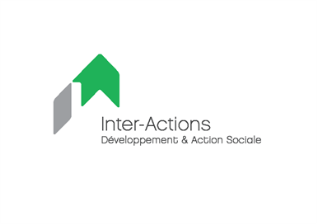 Inter-Actions
Développement & Action Sociale